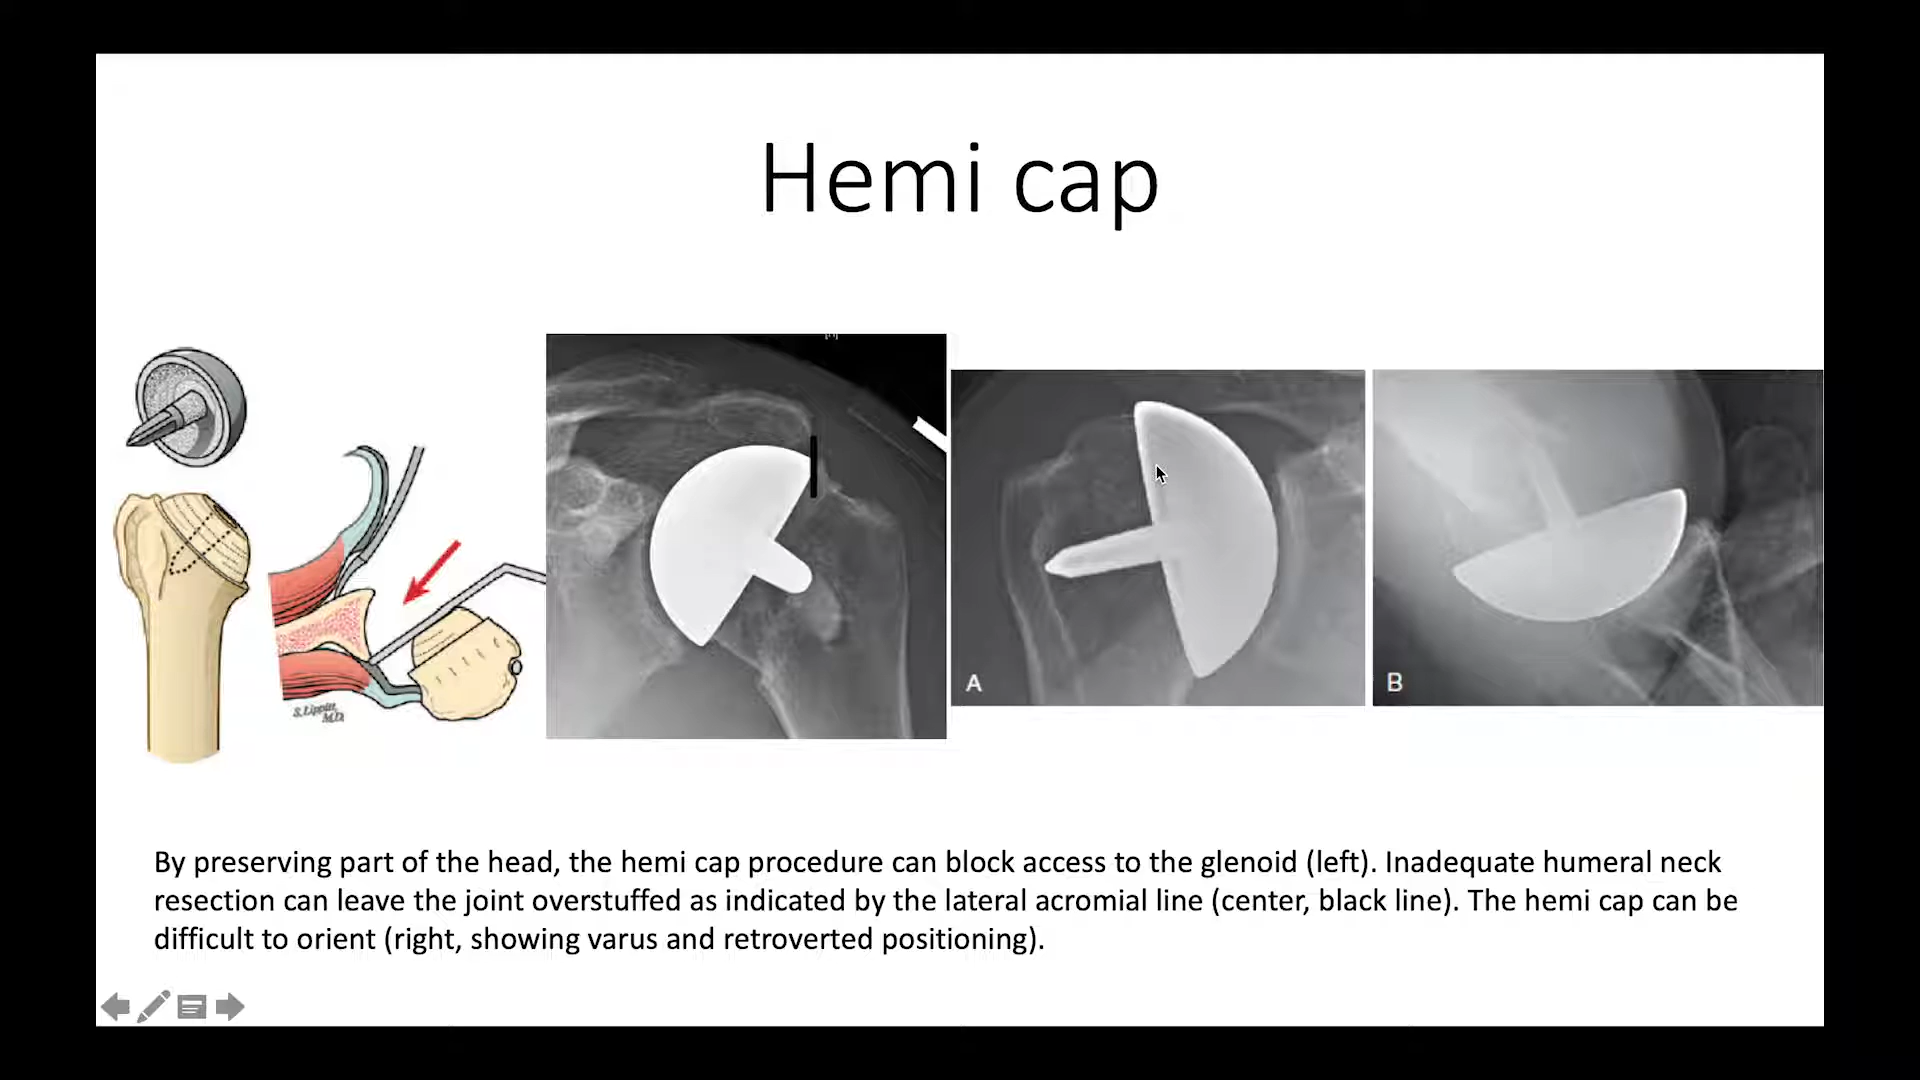 Hemi cap
S. Lippitt,
M.D.
A
B
By preserving part of the head, the hemi cap procedure can block access to the glenoid (left). Inadequate humeral neck
resection can leave the joint overstuffed as indicated by the lateral acromial line (center, black line). The hemi cap can be
difficult to orient (right, showing varus and retroverted positioning).